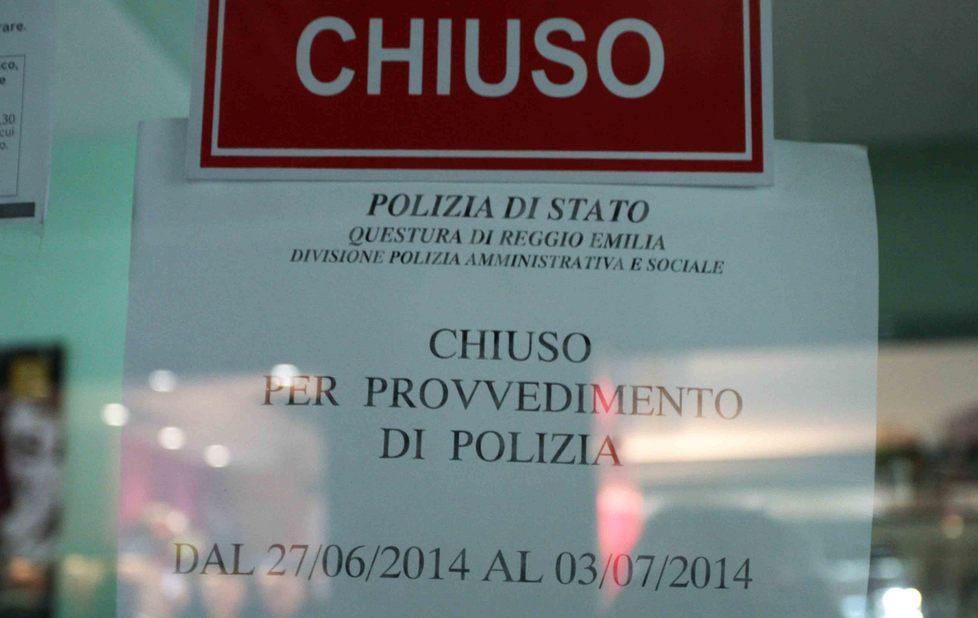 CHIUSO
POLIZIA DI STATO
QUESTURA DI REGGIO EMILIA
DIVISIONE POLIZIA AMMINISTRATIVA E SOCIALE
CHIUSO
PER PROVVEDIMENTO
DI POLIZIA
DAL 27/06/2014 AL 03/07/2014